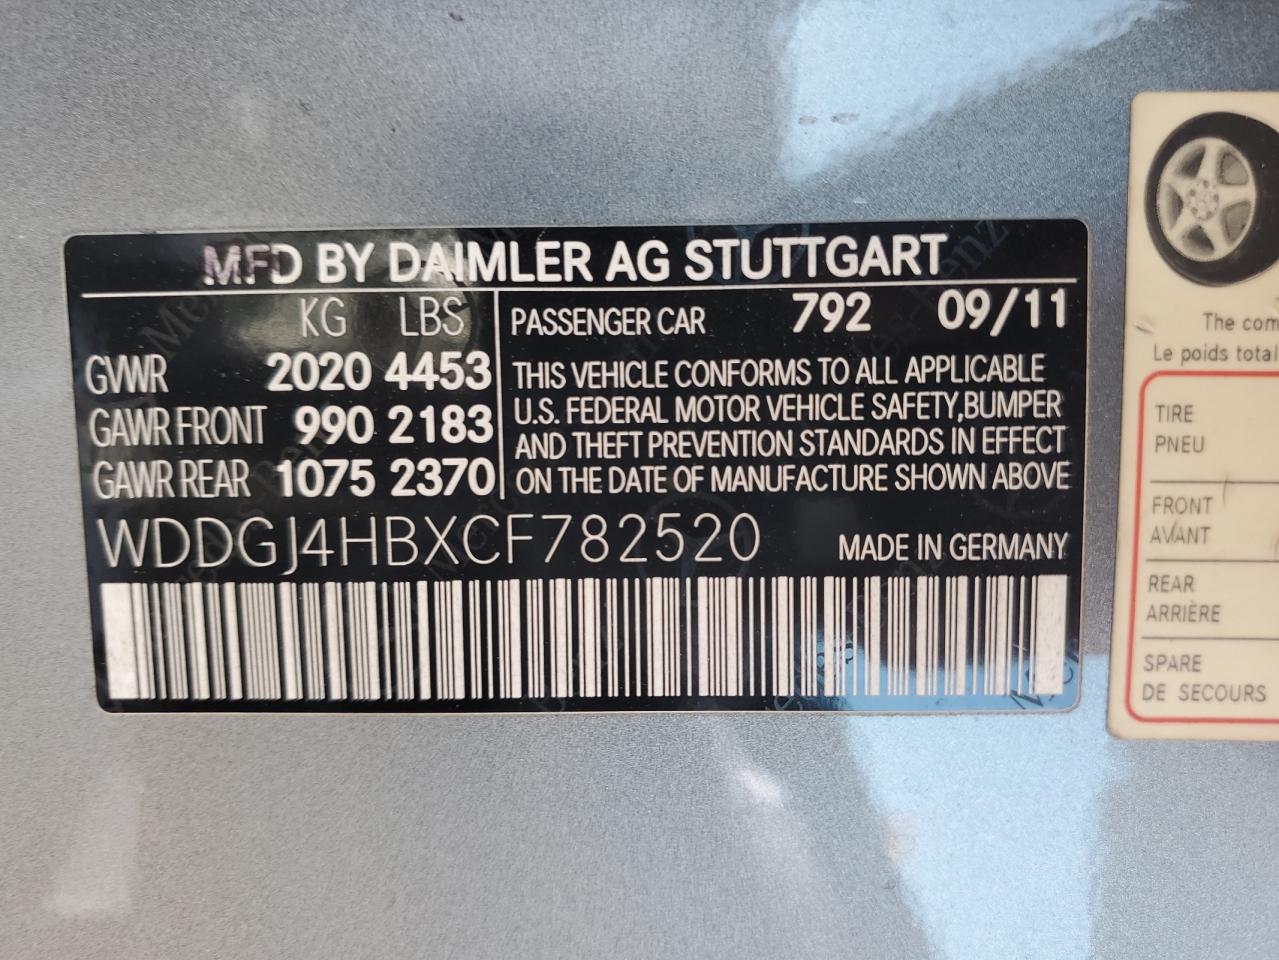 MFD BY DAIMLER AG STUTTGART
KG LBS
GVWR 2020 4453
GAWR FRONT 990 2183
GAWR REAR 1075 2370
PASSENGER CAR 792 09/11
THIS VEHICLE CONFORMS TO ALL APPLICABLE
U.S. FEDERAL MOTOR VEHICLE SAFETY,BUMPER
AND THEFT PREVENTION STANDARDS IN EFFECT
ON THE DATE OF MANUFACTURE SHOWN ABOVE
WDDGJ4HBXCF782520 MADE IN GERMANY
The com
Le poids total
TIRE
PNEU
FRONT
AVANT
REAR
ARRIÈRE
SPARE
DE SECOURS